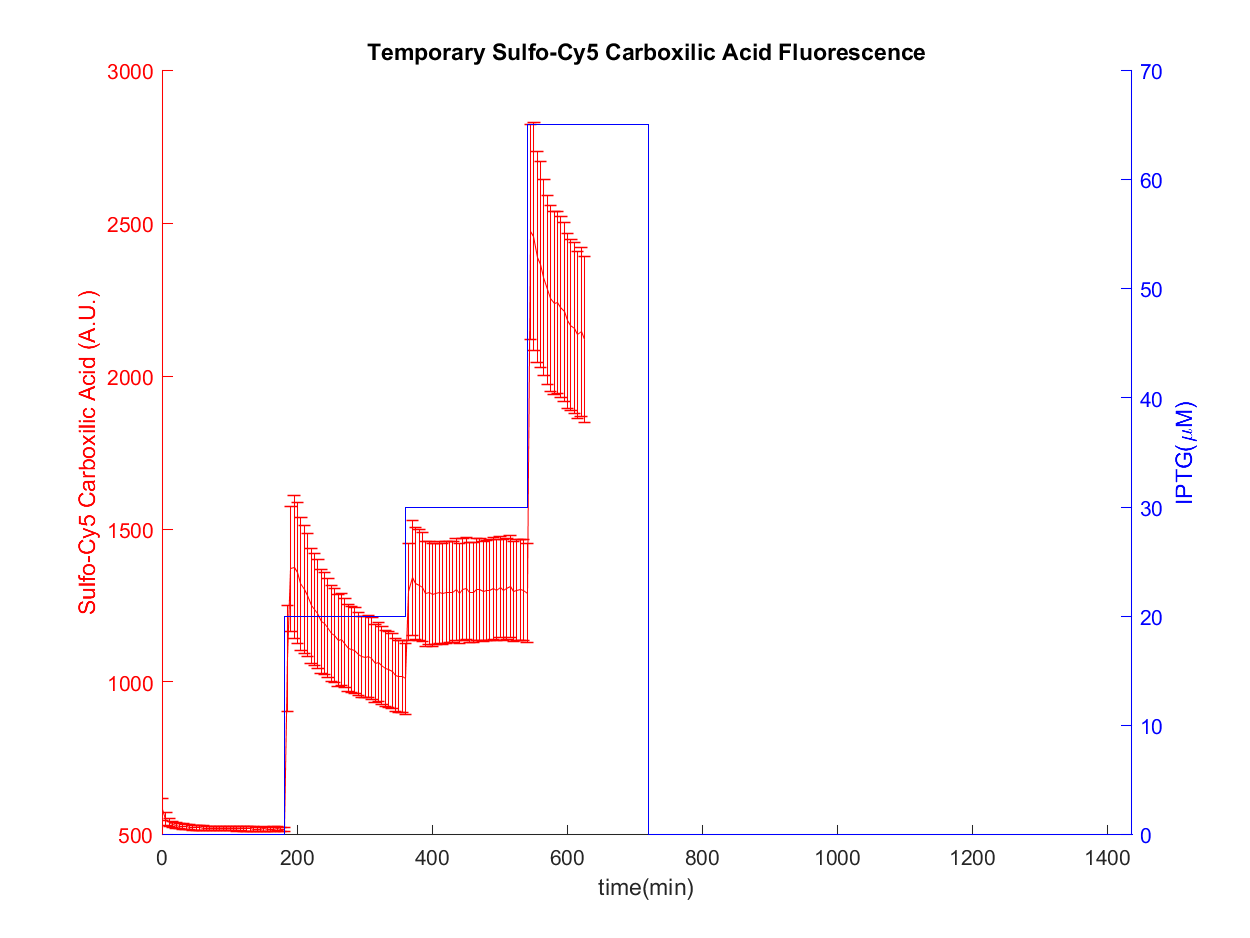 Temporary Sulfo-Cy5 Carboxilic Acid Fluorescence
Sulfo-Cy5 Carboxilic Acid (A.U.)
3000
2500
2000
1500
1000
500
70
60
50
40
30
20
10
0
IPTG(μM)
0 200 400 600 800 1000 1200 1400
time(min)